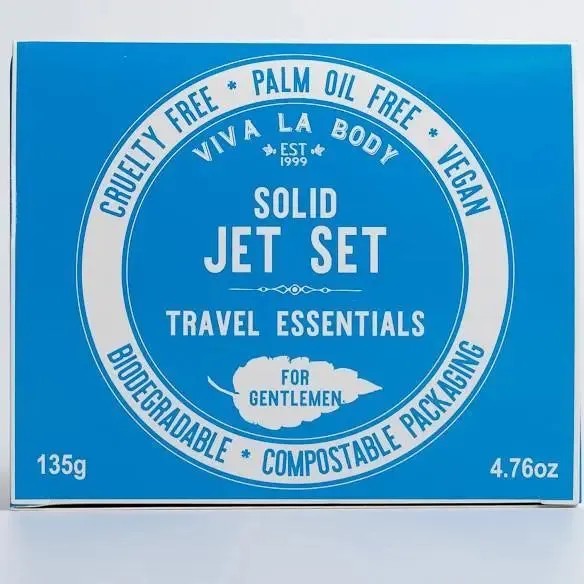 CRUELTY FREE * PALM OIL FREE * VEGAN
VIVA LA BODY
EST
1999
SOLID
JET SET
TRAVEL ESSENTIALS
FOR
GENTLEMEN
BIODEGRADABLE * COMPOSTABLE PACKAGING
135g
4.76oz